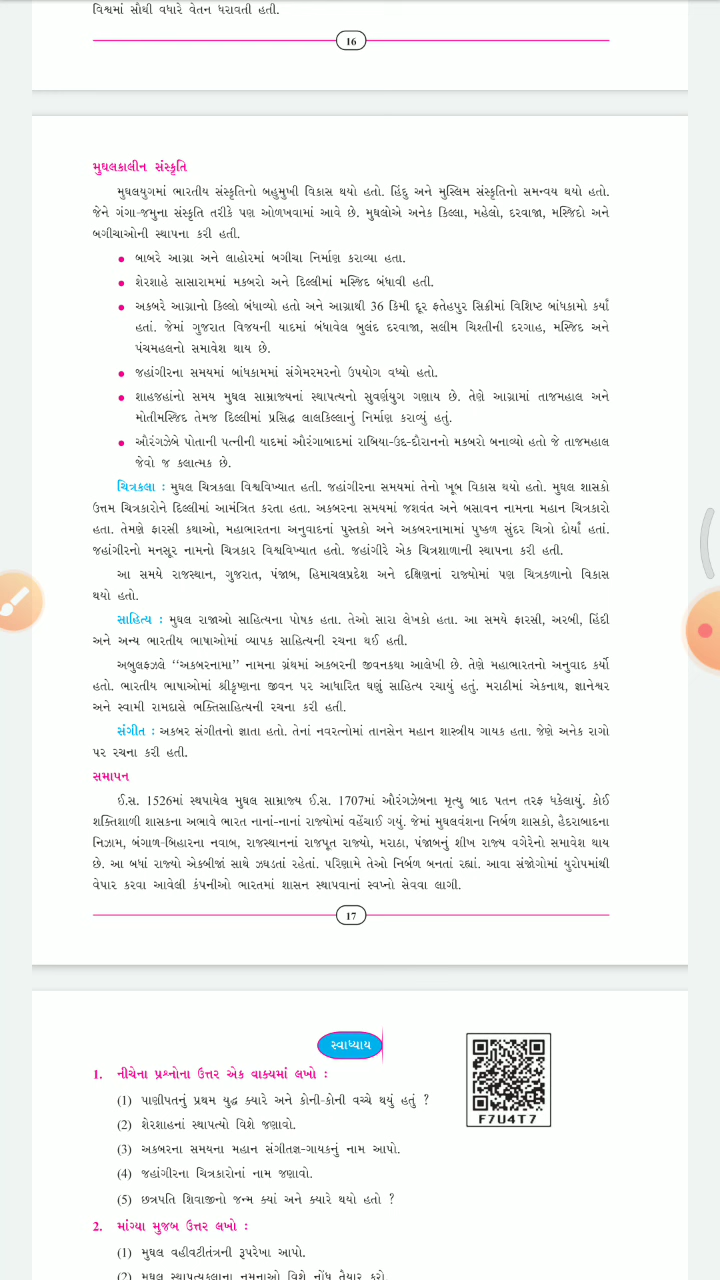 વિશ્વમાં સૌથી વધારે વેતન ધરાવતી હતી.
16
મુઘલકાલીન સંસ્કૃતિ
મુઘલયુગમાં ભારતીય સંસ્કૃતિનો બહુમુખી વિકાસ થયો હતો. હિંદુ અને મુસ્લિમ સંસ્કૃતિનો સમન્વય થયો હતો.
જેને ગંગા-જમુના સંસ્કૃતિ તરીકે પણ ઓળખવામાં આવે છે. મુઘલોએ અનેક કિલ્લા, મહેલો, દરવાજા, મસ્જિદો અને
બગીચાઓની સ્થાપના કરી હતી.
• બાબરે આગ્રા અને લાહોરમાં બગીચા નિર્માણ કરાવ્યા હતા.
• શેરશાહે સાસારામમાં મકબરો અને દિલ્લીમાં મસ્જિદ બંધાવી હતી.
• અકબરે આગ્રાનો કિલ્લો બંધાવ્યો હતો અને આગ્રાથી 36 કિમી દૂર ફતેહપુર સિક્રીમાં વિશિષ્ટ બાંધકામો કર્યાં
હતાં. જેમાં ગુજરાત વિજયની યાદમાં બંધાવેલ બુલંદ દરવાજા, સલીમ ચિશ્તીની દરગાહ, મસ્જિદ અને
પંચમહલનો સમાવેશ થાય છે.
• જહાંગીરના સમયમાં બાંધકામમાં સંગેમરમરનો ઉપયોગ વધ્યો હતો.
• શાહજહાંનો સમય મુઘલ સામ્રાજ્યનાં સ્થાપત્યનો સુવર્ણયુગ ગણાય છે. તેણે આગ્રામાં તાજમહાલ અને
મોતીમસ્જિદ તેમજ દિલ્લીમાં પ્રસિદ્ધ લાલકિલ્લાનું નિર્માણ કરાવ્યું હતું.
• ઔરંગઝેબે પોતાની પત્નીની યાદમાં ઔરંગાબાદમાં રાબિયા-ઉદ-દૌરાનનો મકબરો બનાવ્યો હતો જે તાજમહાલ
જેવો જ કલાત્મક છે.
ચિત્રકલા : મુઘલ ચિત્રકલા વિશ્વવિખ્યાત હતી. જહાંગીરના સમયમાં તેનો ખૂબ વિકાસ થયો હતો. મુઘલ શાસકો
ઉત્તમ ચિત્રકારોને દિલ્લીમાં આમંત્રિત કરતા હતા. અકબરના સમયમાં જશવંત અને બસાવન નામના મહાન ચિત્રકારો
હતા. તેમણે ફારસી કથાઓ, મહાભારતના અનુવાદનાં પુસ્તકો અને અકબરનામામાં પુષ્કળ સુંદર ચિત્રો દોર્યાં હતાં.
જહાંગીરનો મનસૂર નામનો ચિત્રકાર વિશ્વવિખ્યાત હતો. જહાંગીરે એક ચિત્રશાળાની સ્થાપના કરી હતી.
આ સમયે રાજસ્થાન, ગુજરાત, પંજાબ, હિમાચલપ્રદેશ અને દક્ષિણનાં રાજ્યોમાં પણ ચિત્રકળાનો વિકાસ
થયો હતો.
સાહિત્ય : મુઘલ રાજાઓ સાહિત્યના પોષક હતા. તેઓ સારા લેખકો હતા. આ સમયે ફારસી, અરબી, હિંદી
અને અન્ય ભારતીય ભાષાઓમાં વ્યાપક સાહિત્યની રચના થઈ હતી.
અબુલફઝલે “અકબરનામા” નામના ગ્રંથમાં અકબરની જીવનકથા આલેખી છે. તેણે મહાભારતનો અનુવાદ કર્યો
હતો. ભારતીય ભાષાઓમાં શ્રીકૃષ્ણના જીવન પર આધારિત ઘણું સાહિત્ય રચાયું હતું. મરાઠીમાં એકનાથ, જ્ઞાનેશ્વર
અને સ્વામી રામદાસે ભક્તિસાહિત્યની રચના કરી હતી.
સંગીત : અકબર સંગીતનો જ્ઞાતા હતો. તેનાં નવરત્નોમાં તાનસેન મહાન શાસ્ત્રીય ગાયક હતા. જેણે અનેક રાગો
પર રચના કરી હતી.
સમાપન
ઈ.સ. 1526માં સ્થપાયેલ મુઘલ સામ્રાજ્ય ઈ.સ. 1707માં ઔરંગઝેબના મૃત્યુ બાદ પતન તરફ ધકેલાયું. કોઈ
શક્તિશાળી શાસકના અભાવે ભારત નાનાં-નાનાં રાજ્યોમાં વહેંચાઈ ગયું. જેમાં મુઘલવંશના નિર્બળ શાસકો, હૈદરાબાદના
નિઝામ, બંગાળ-બિહારના નવાબ, રાજસ્થાનનાં રાજપૂત રાજ્યો, મરાઠા, પંજાબનું શીખ રાજ્ય વગેરેનો સમાવેશ થાય
છે. આ બધાં રાજ્યો એકબીજાં સાથે ઝઘડતાં રહેતાં. પરિણામે તેઓ નિર્બળ બનતાં રહ્યાં. આવા સંજોગોમાં યુરોપમાંથી
વેપાર કરવા આવેલી કંપનીઓ ભારતમાં શાસન સ્થાપવાનાં સ્વપ્નો સેવવા લાગી.
17
સ્વાધ્યાય
F7U4T7
1. નીચેના પ્રશ્નોના ઉત્તર એક વાક્યમાં લખો :
(1) પાણીપતનું પ્રથમ યુદ્ધ ક્યારે અને કોની-કોની વચ્ચે થયું હતું ?
(2) શેરશાહનાં સ્થાપત્યો વિશે જણાવો.
(3) અકબરના સમયના મહાન સંગીતજ્ઞ-ગાયકનું નામ આપો.
(4) જહાંગીરના ચિત્રકારોનાં નામ જણાવો.
(5) છત્રપતિ શિવાજીનો જન્મ ક્યાં અને ક્યારે થયો હતો ?
2. માંગ્યા મુજબ ઉત્તર લખો :
(1) મુઘલ વહીવટીતંત્રની રૂપરેખા આપો.
(2) મુઘલ સ્થાપત્યકલાના નમૂનાઓ વિશે નોંધ તૈયાર કરો.